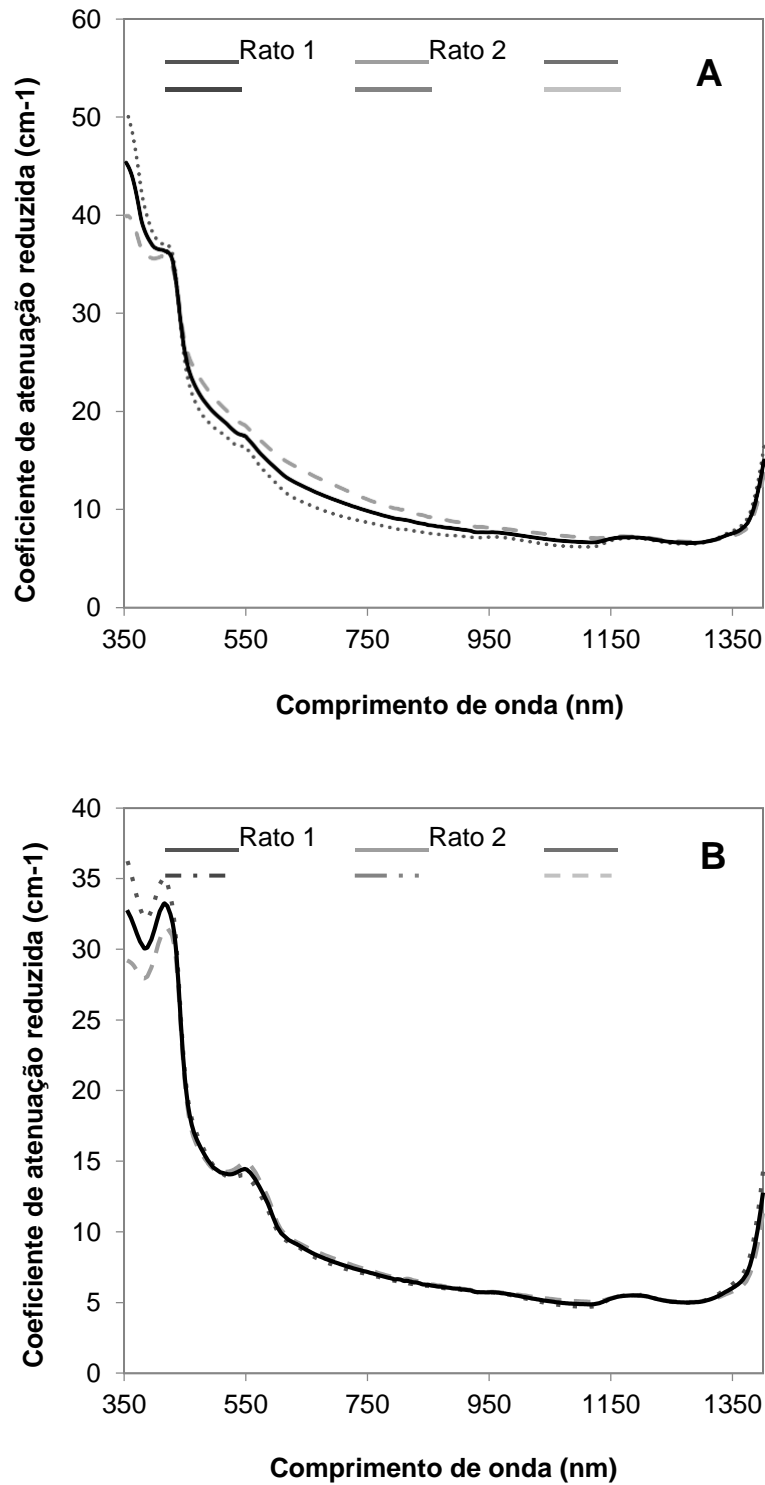 60
50
40
30
20
10
0
Coeficiente de atenuação reduzida (cm-1)
Rato 1 Rato 2
A
350 550 750 950 1150 1350
Comprimento de onda (nm)
40
35
30
25
20
15
10
5
0
Coeficiente de atenuação reduzida (cm-1)
Rato 1 Rato 2
B
350 550 750 950 1150 1350
Comprimento de onda (nm)